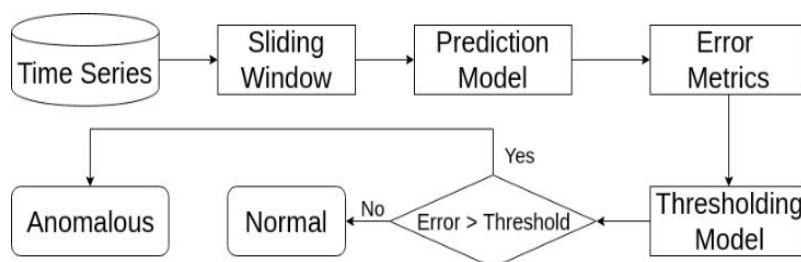 Time Series
Sliding
Window
Prediction
Model
Error
Metrics
Yes
Anomalous
Normal
No
Error > Threshold
Thresholding
Model